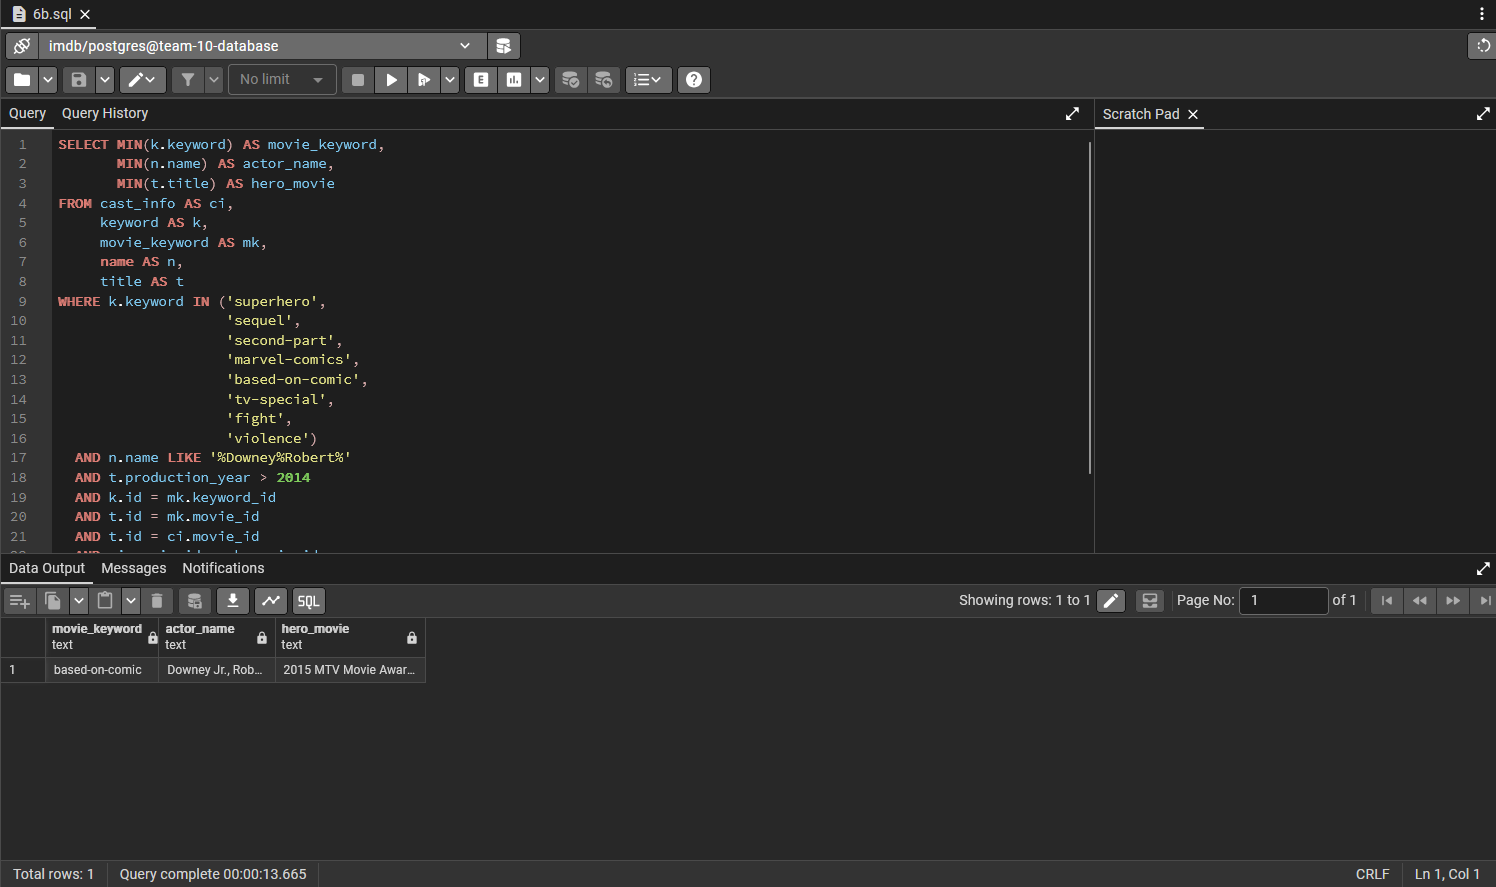 6b.sql
imdb/postgres@team-10-database
No limit
E
Query Query History
Scratch Pad
1 SELECT MIN(k.keyword) AS movie_keyword,
2 MIN(n.name) AS actor_name,
3 MIN(t.title) AS hero_movie
4 FROM cast_info AS ci,
5 keyword AS k,
6 movie_keyword AS mk,
7 name AS n,
8 title AS t
9 WHERE k.keyword IN ('superhero',
10 'sequel',
11 'second-part',
12 'marvel-comics',
13 'based-on-comic',
14 'tv-special',
15 'fight',
16 'violence')
17 AND n.name LIKE '%Downey%Robert%'
18 AND t.production_year > 2014
19 AND k.id = mk.keyword_id
20 AND t.id = mk.movie_id
21 AND t.id = ci.movie_id
Data Output Messages Notifications
SQL
Showing rows: 1 to 1 Page No: 1 of 1
movie_keyword actor_name hero_movie
text text text
1 based-on-comic Downey Jr., Rob... 2015 MTV Movie Awar...
Total rows: 1 Query complete 00:00:13.665 CRLF Ln 1, Col 1